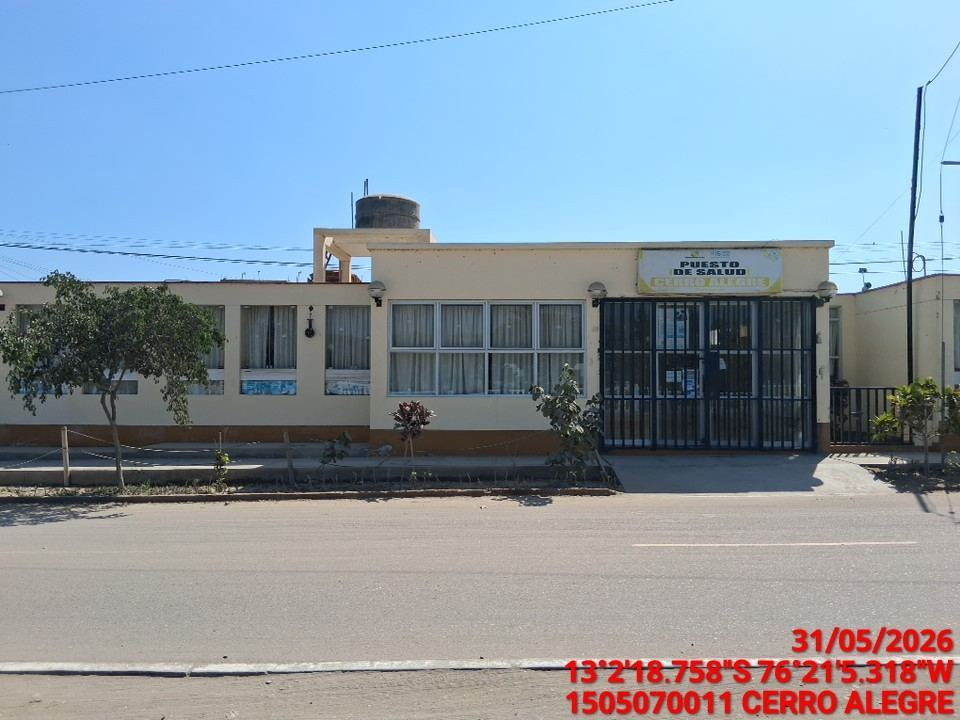 PUESTO
DE SALUD
CERRO ALEGRE
31/05/2026
13°2'18.758"S 76°21'5.318"W
1505070011 CERRO ALEGRE